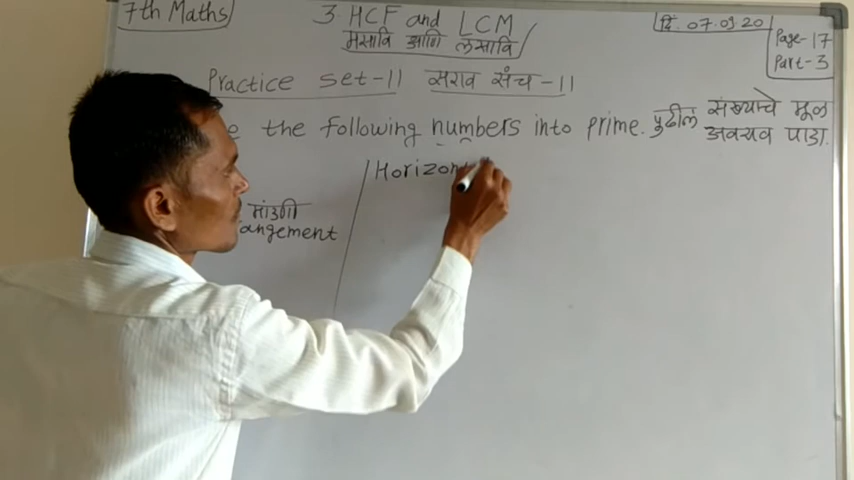 7th Maths
3. HCF and LCM
मसावि आणि लसावि
दि. 07.09.20
Page-17
Part-3
Practice set-11 सराव संच-11
the following numbers into prime. पुढील संख्यांचे मूळ
अवयव पाडा.
मांडणी
angement
Horizon